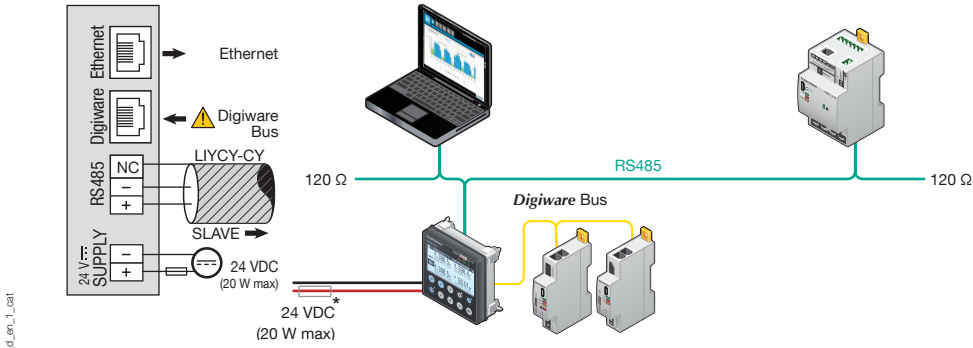 Ethernet
Ethernet
Digiware
Digiware
Bus
RS485
NC
–
+
LIYCY-CY
SLAVE
24 V
SUPPLY
–
+
24 VDC
(20 W max)
120 Ω
RS485
120 Ω
Digiware Bus
*
24 VDC
(20 W max)
d_en_1_cat